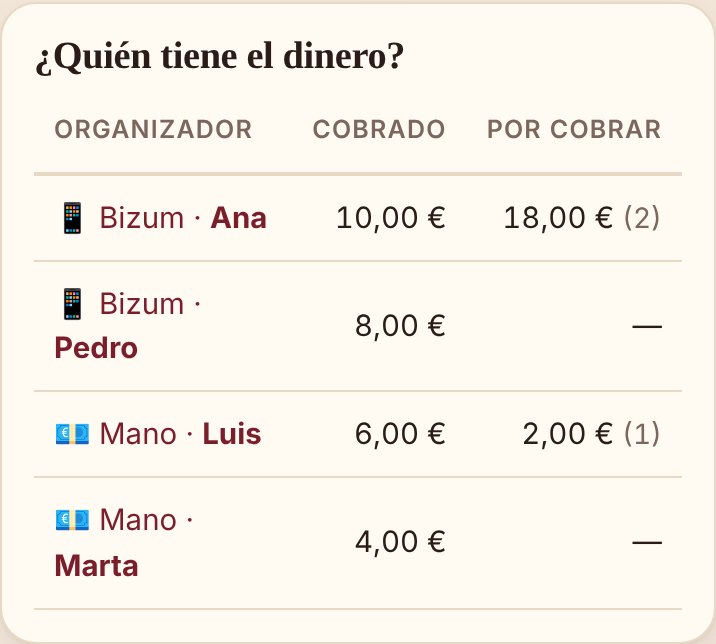 ¿Quién tiene el dinero?
ORGANIZADOR COBRADO POR COBRAR
📱 Bizum · Ana 10,00 € 18,00 € (2)
📱 Bizum ·
Pedro 8,00 € —
💶 Mano · Luis 6,00 € 2,00 € (1)
💶 Mano ·
Marta 4,00 € —